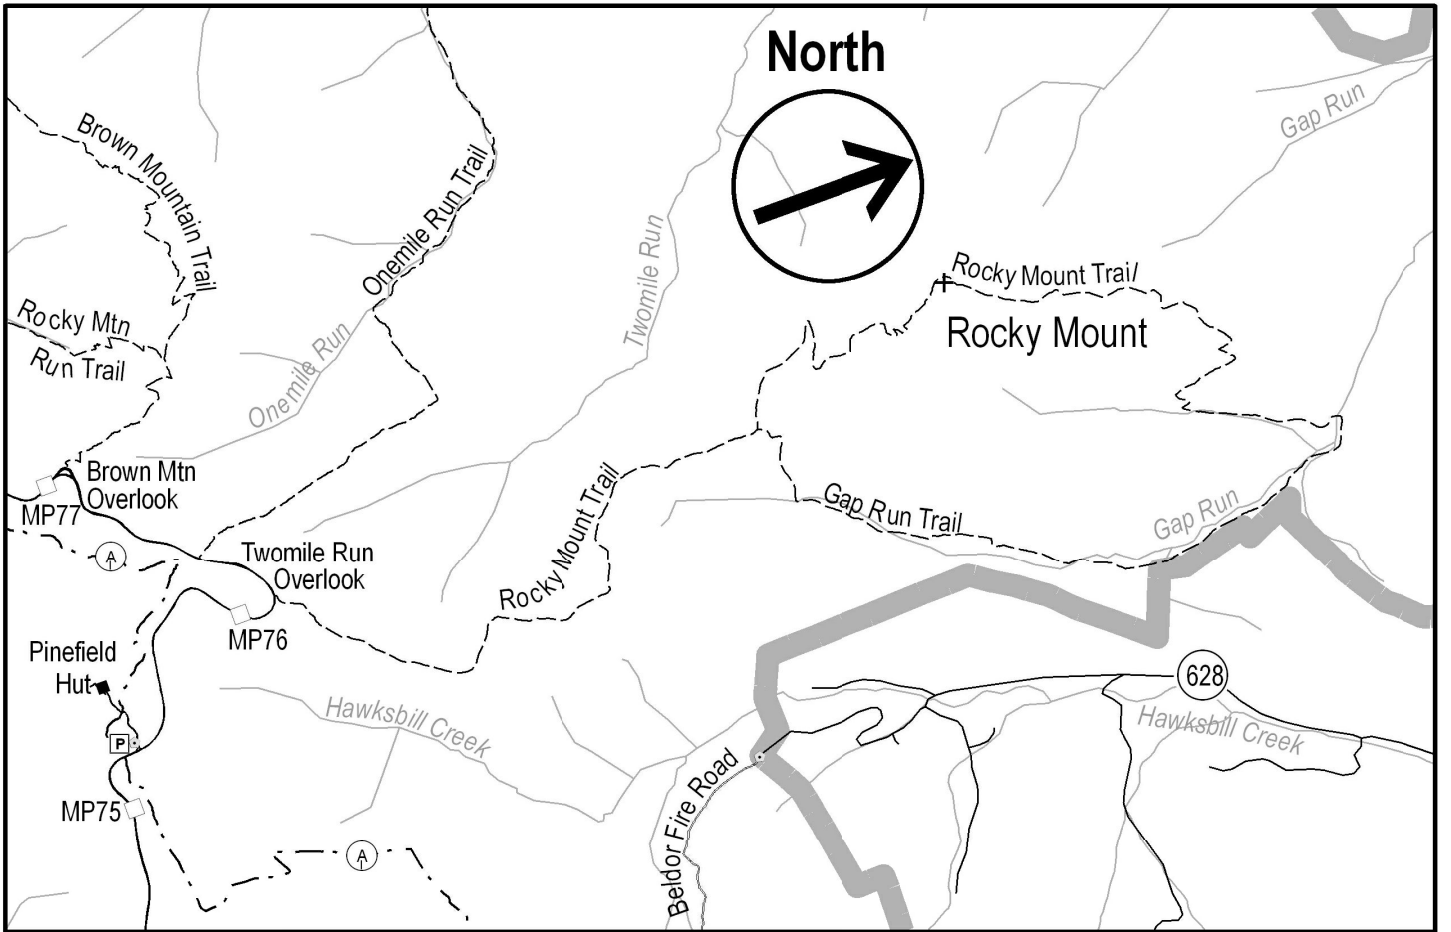 North
Gap Run
Brown Mountain Trail
Onemile Run Trail
Twomile Run
Rocky Mount Trail
Rocky Mount
Rocky Mtn
Run Trail
Onemile Run
Brown Mtn
Overlook
MP77
A
Twomile Run
Overlook
MP76
Rocky Mount Trail
Gap Run Trail
Gap Run
Pinefield
Hut
P
MP75
Hawksbill Creek
628
Hawksbill Creek
Beldor Fire Road
A